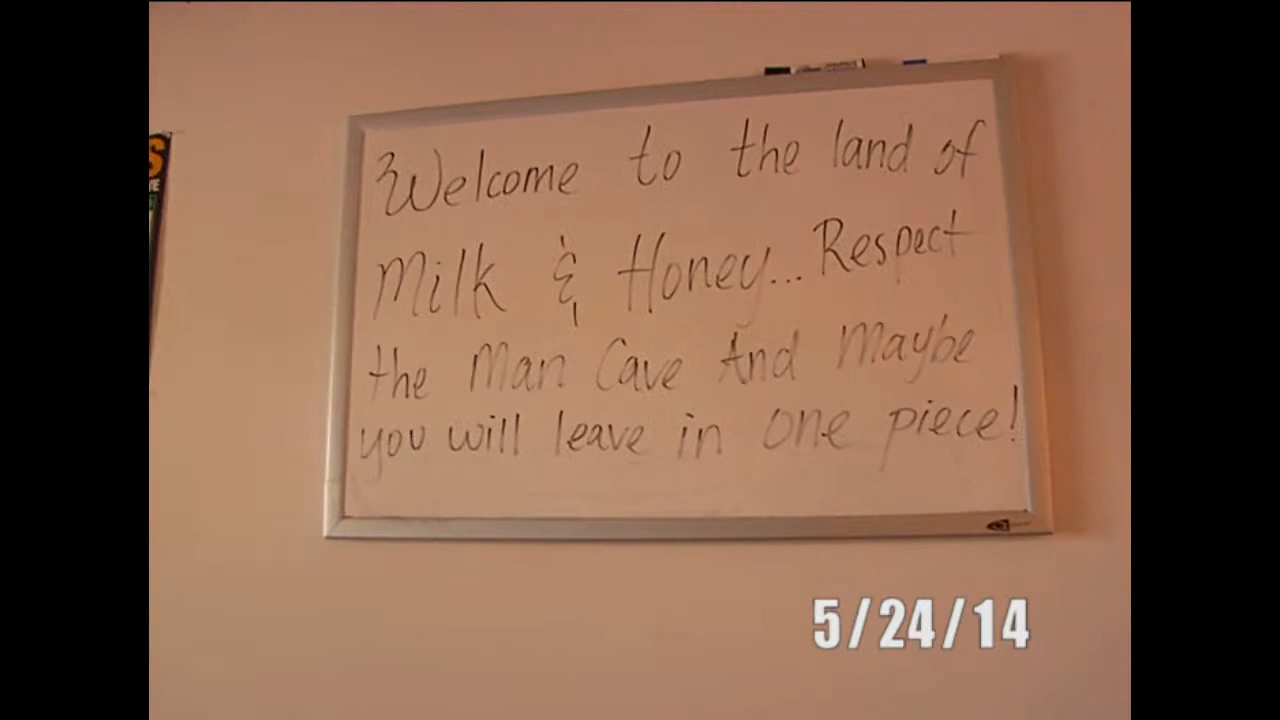 Welcome to the land of
Milk & Honey... Respect
the Man Cave And Maybe
you will leave in one piece!
5/24/14